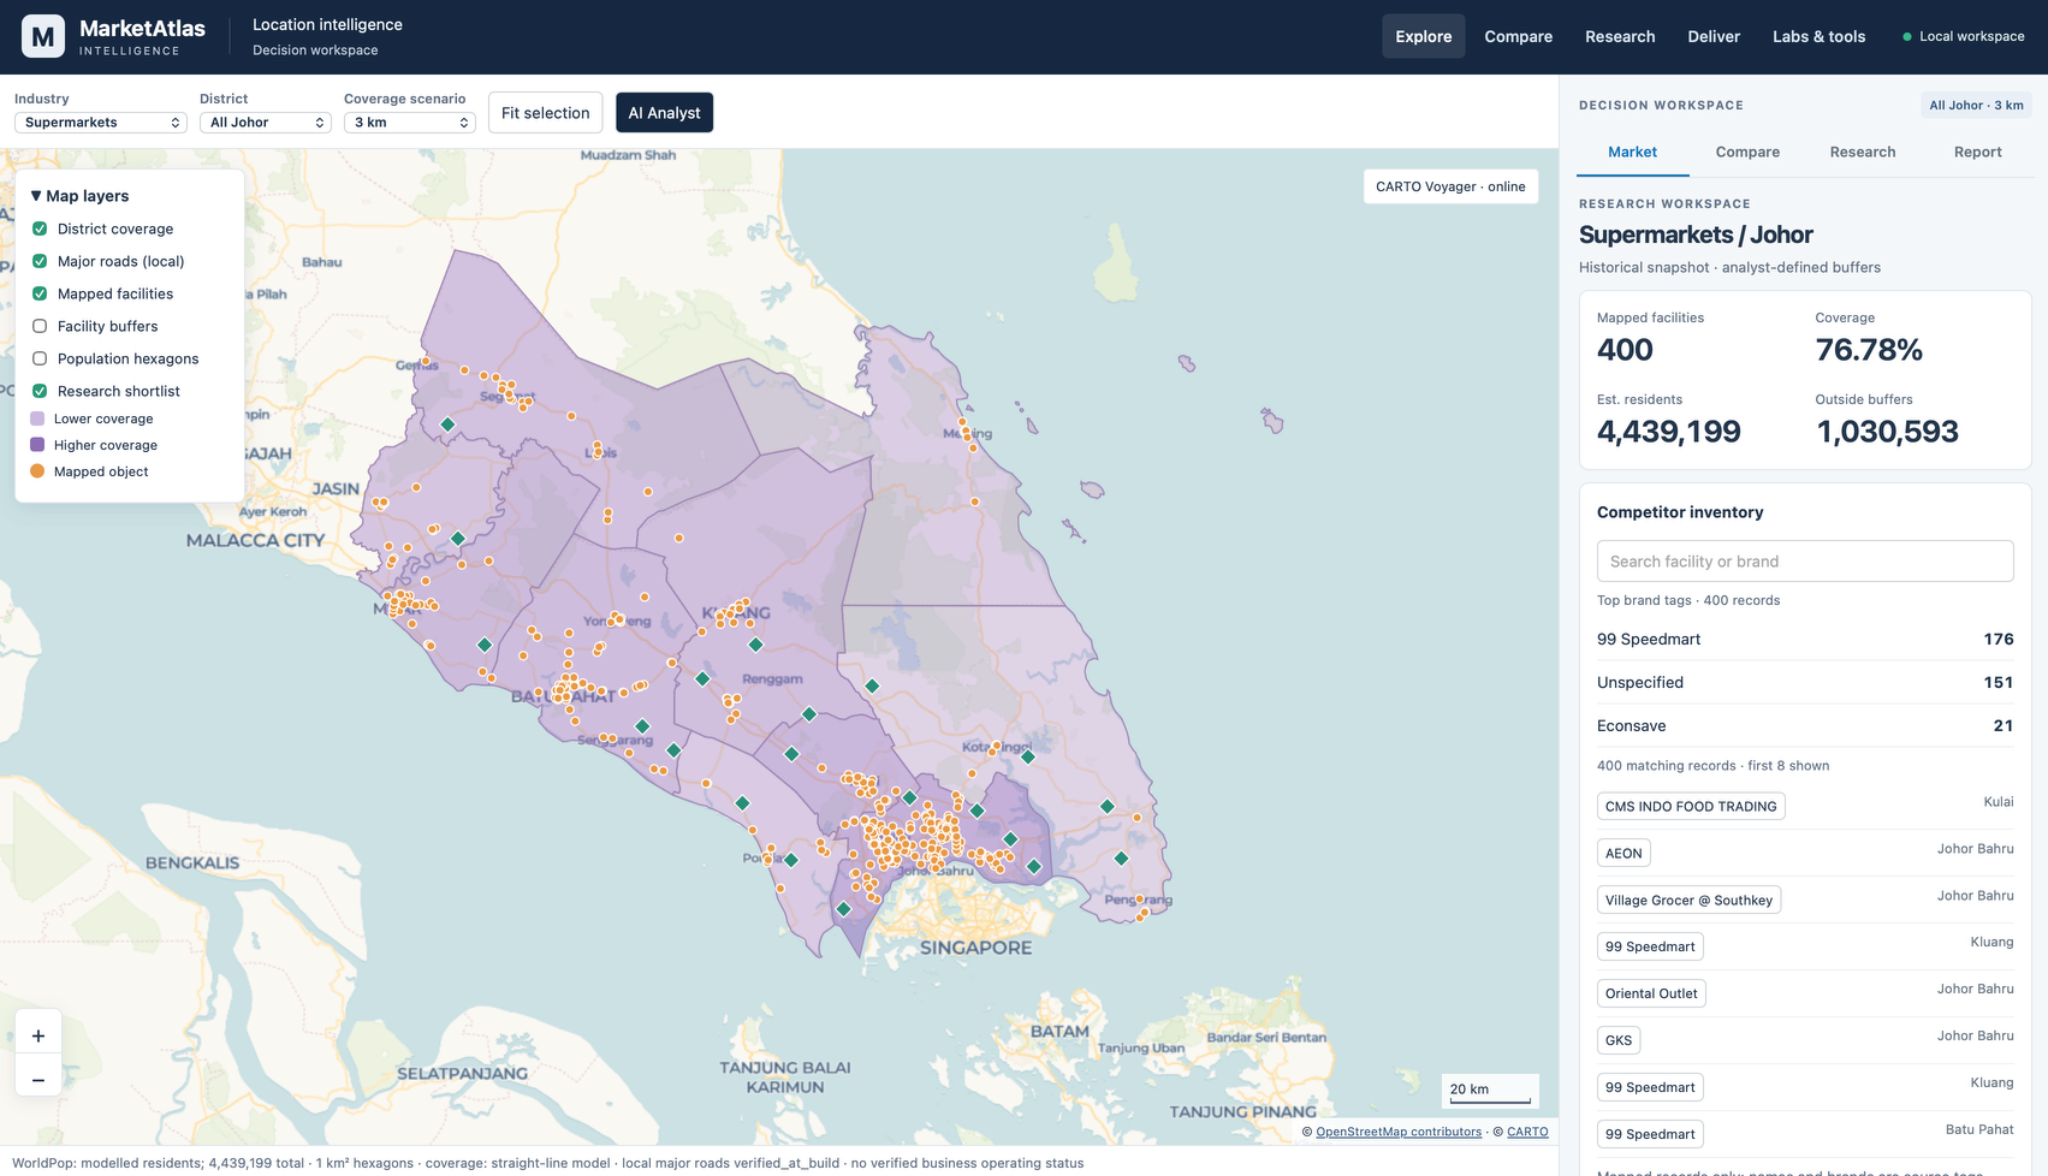 M
MarketAtlas
INTELLIGENCE
Location intelligence
Decision workspace
Explore
Compare
Research
Deliver
Labs & tools
Local workspace
Industry
Supermarkets
District
All Johor
Coverage scenario
3 km
Fit selection
AI Analyst
▼ Map layers
District coverage
Major roads (local)
Mapped facilities
Facility buffers
Population hexagons
Research shortlist
Lower coverage
Higher coverage
Mapped object
CARTO Voyager · online
Muadzam Shah
Bahau
JASIN
Ayer Keroh
MALACCA CITY
Renggam
SINGAPORE
BENGKALIS
SELATPANJANG
TANJUNG BALAI
KARIMUN
BATAM
Tanjung Uban
Bandar Seri Bentan
TANJUNG PINANG
+
−
20 km
© OpenStreetMap contributors · © CARTO
WorldPop: modelled residents; 4,439,199 total · 1 km² hexagons · coverage: straight-line model · local major roads verified_at_build · no verified business operating status
DECISION WORKSPACE
All Johor · 3 km
Market
Compare
Research
Report
RESEARCH WORKSPACE
Supermarkets / Johor
Historical snapshot · analyst-defined buffers
Mapped facilities
400
Coverage
76.78%
Est. residents
4,439,199
Outside buffers
1,030,593
Competitor inventory
Search facility or brand
Top brand tags · 400 records
99 Speedmart 176
Unspecified 151
Econsave 21
400 matching records · first 8 shown
CMS INDO FOOD TRADING Kulai
AEON Johor Bahru
Village Grocer @ Southkey Johor Bahru
99 Speedmart Kluang
Oriental Outlet Johor Bahru
GKS Johor Bahru
99 Speedmart Kluang
99 Speedmart Batu Pahat